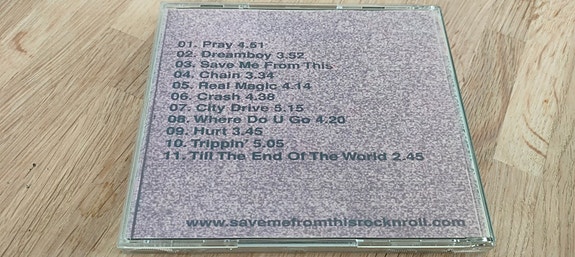 01. Pray 4.51
02. Dreamboy 3.52
03. Save Me From This
04. Chain 3.34
05. Real Magic 4.14
06. Crash 4.38
07. City Drive 5.15
08. Where Do U Go 4.20
09. Hurt 3.45
10. Trippin' 5.05
11. Till The End Of The World 2.45
www.savemefromthisrocknroll.com